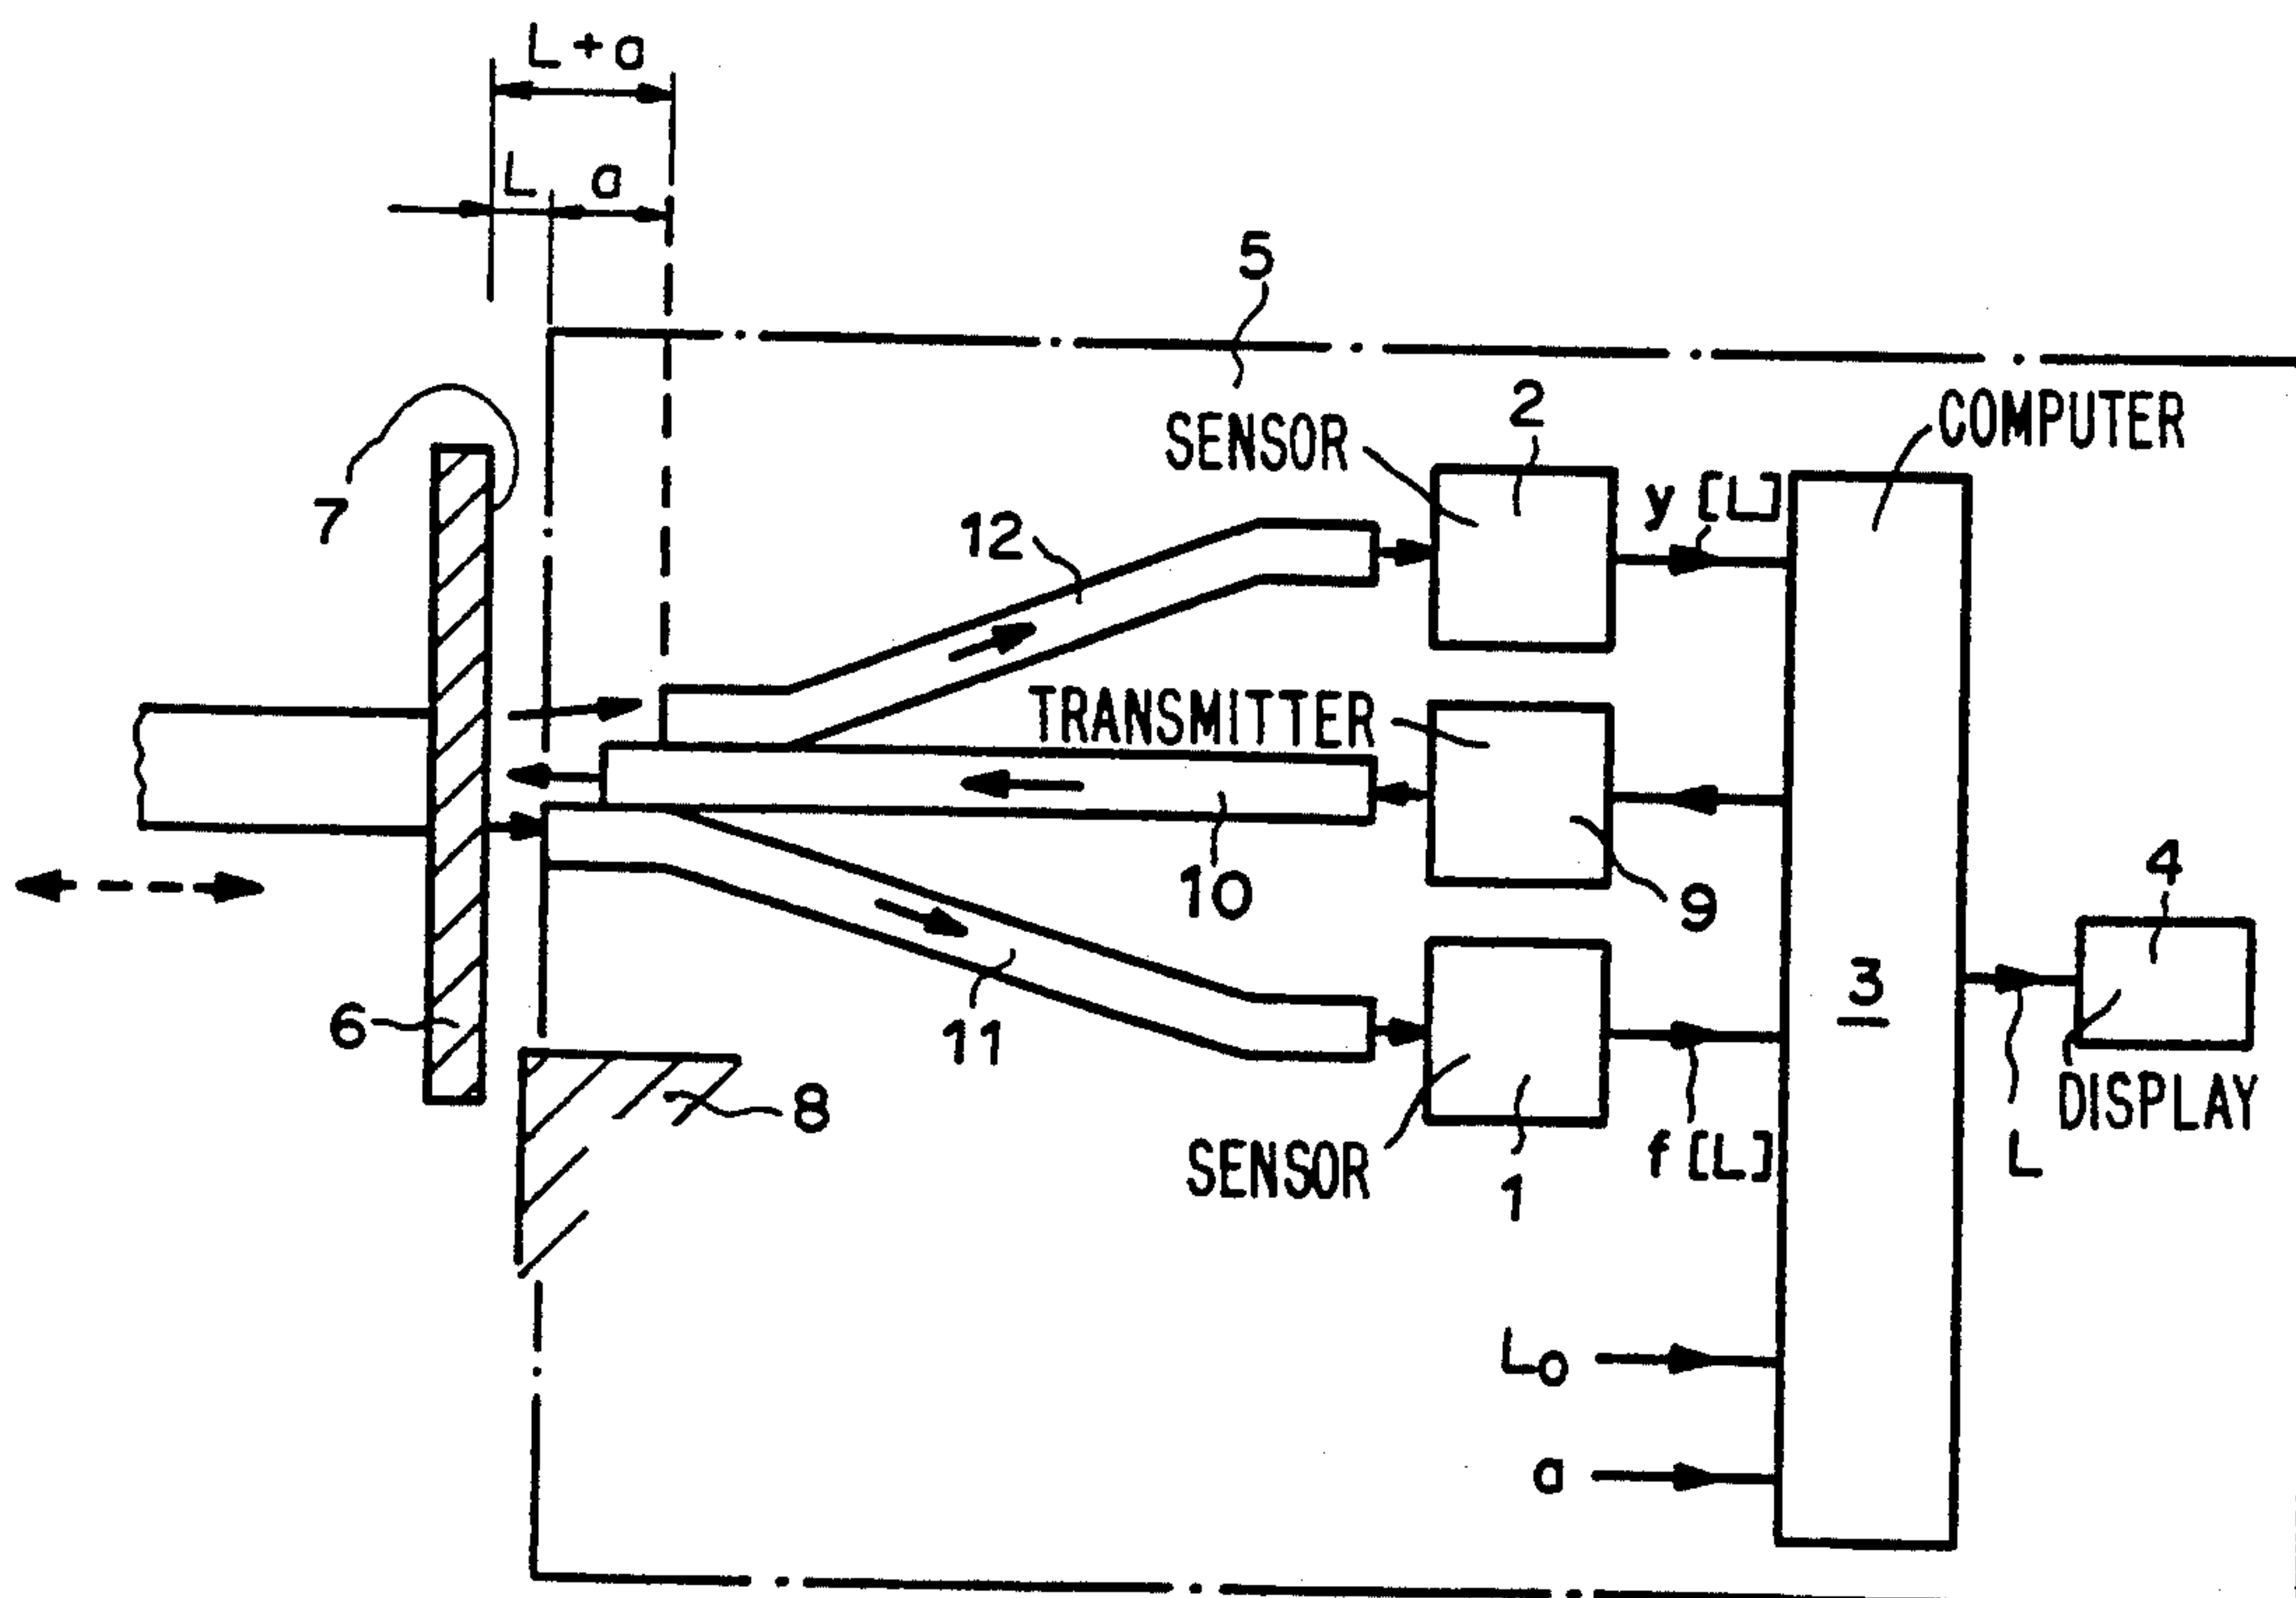 L+a
L a
5
SENSOR
2
COMPUTER
7
12
y [L]
TRANSMITTER
10
9
4
6
11
3
8
DISPLAY
SENSOR
1
f [L]
L
Lo
a